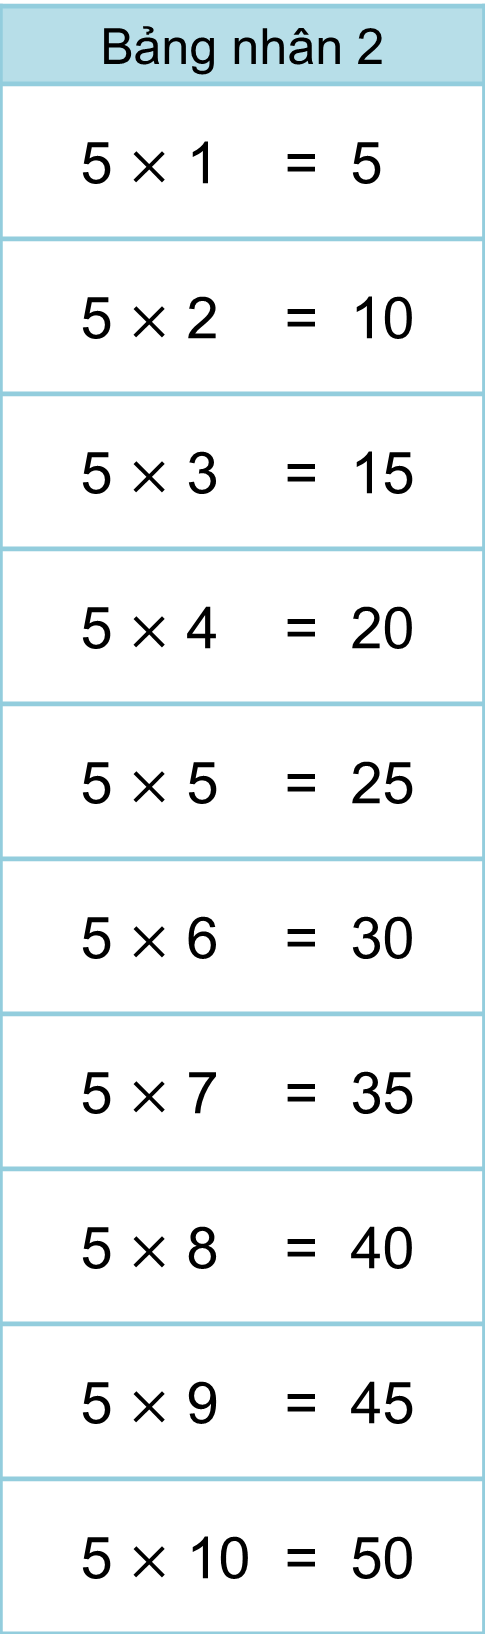 Bảng nhân 2
5 × 1 = 5
5 × 2 = 10
5 × 3 = 15
5 × 4 = 20
5 × 5 = 25
5 × 6 = 30
5 × 7 = 35
5 × 8 = 40
5 × 9 = 45
5 × 10 = 50